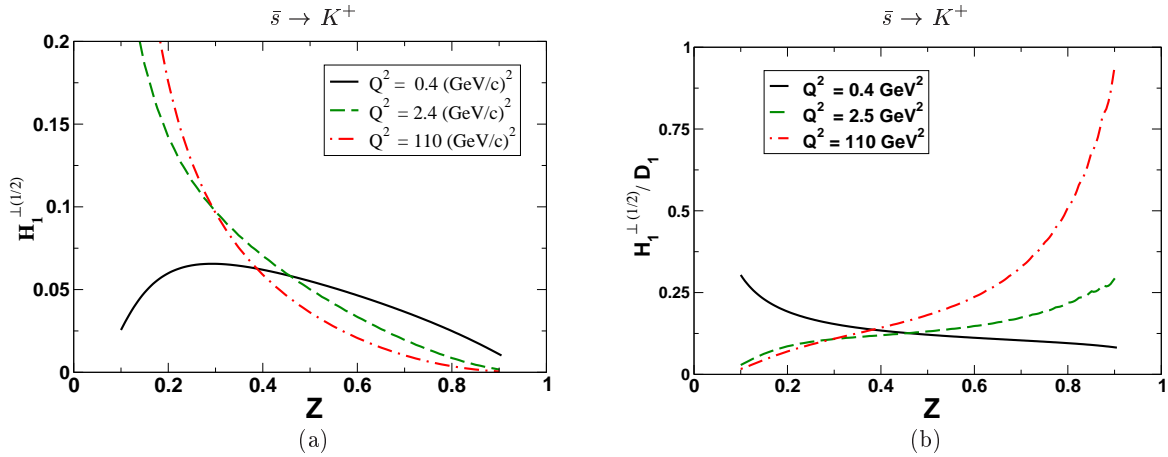 s̄ → K⁺
0.2
0.15
0.1
0.05
0
H₁^⊥(1/2)
Q² = 0.4 (GeV/c)²
Q² = 2.4 (GeV/c)²
Q² = 110 (GeV/c)²
0 0.2 0.4 0.6 0.8 1
Z
(a)
s̄ → K⁺
1
0.75
0.5
0.25
0
H₁^⊥(1/2)/ D₁
Q² = 0.4 GeV²
Q² = 2.5 GeV²
Q² = 110 GeV²
0 0.2 0.4 0.6 0.8 1
Z
(b)